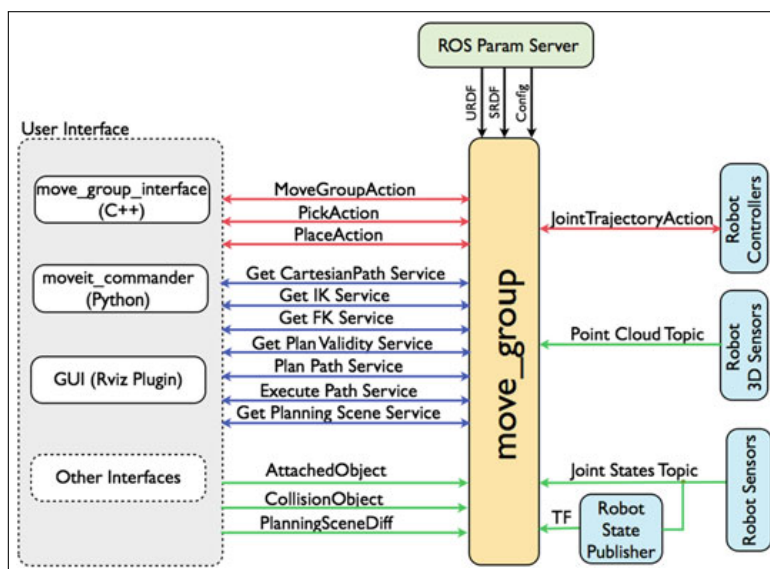 ROS Param Server
URDF
SRDF
Config
User Interface
move_group_interface
(C++)
moveit_commander
(Python)
GUI (Rviz Plugin)
Other Interfaces
MoveGroupAction
PickAction
PlaceAction
Get CartesianPath Service
Get IK Service
Get FK Service
Get Plan Validity Service
Plan Path Service
Execute Path Service
Get Planning Scene Service
AttachedObject
CollisionObject
PlanningSceneDiff
move_group
JointTrajectoryAction
Robot
Controllers
Point Cloud Topic
Robot
3D Sensors
Joint States Topic
TF
Robot
State
Publisher
Robot Sensors